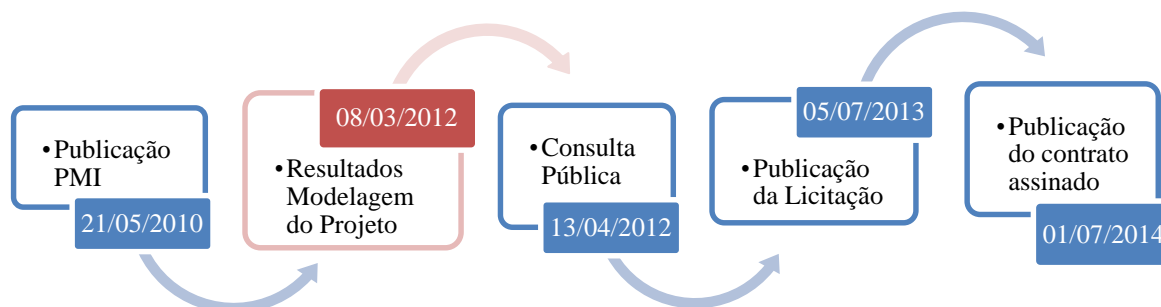 •Publicação
PMI
21/05/2010
08/03/2012
•Resultados
Modelagem
do Projeto
•Consulta
Pública
13/04/2012
05/07/2013
•Publicação
da Licitação
•Publicação
do contrato
assinado
01/07/2014